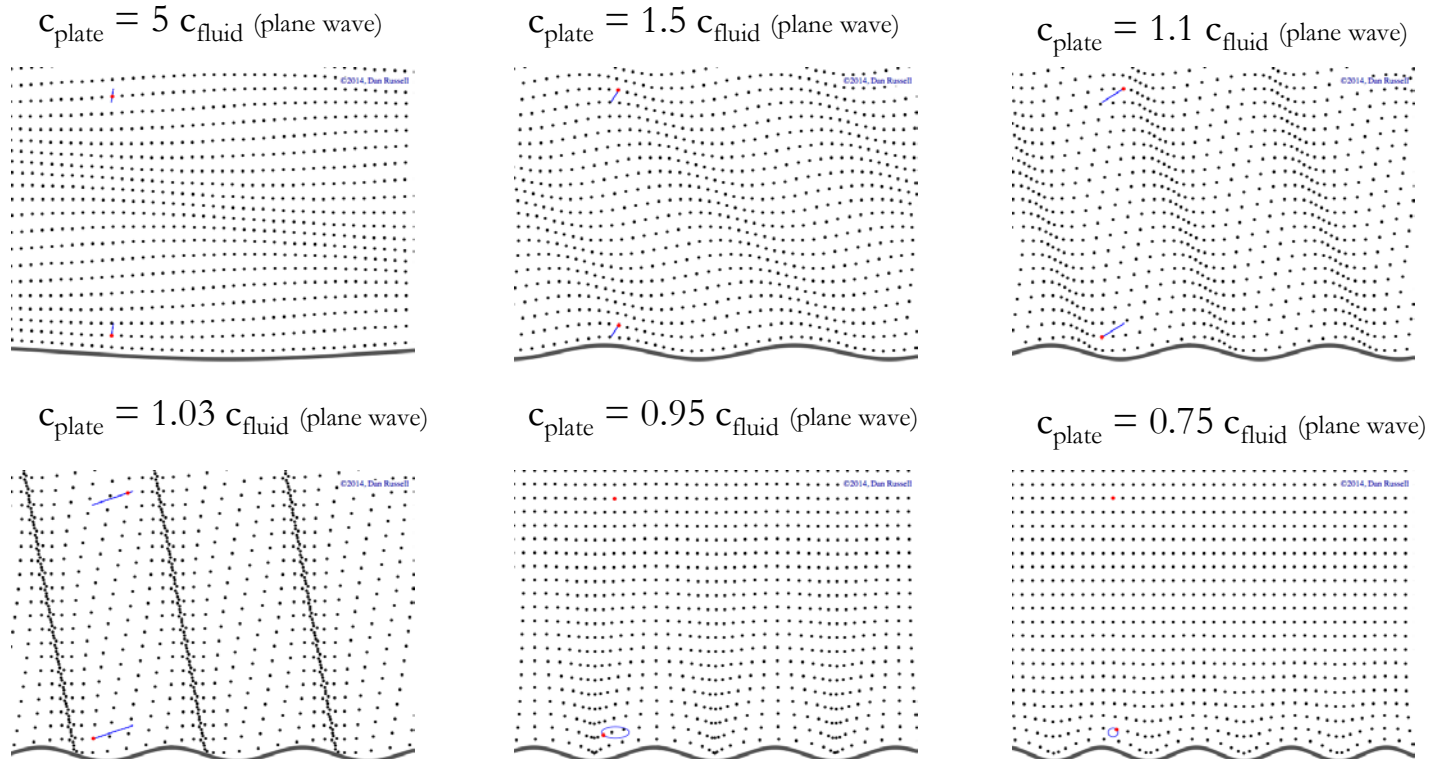 c_plate = 5 c_fluid (plane wave)
c_plate = 1.5 c_fluid (plane wave)
c_plate = 1.1 c_fluid (plane wave)
©2014, Dan Russell
©2014, Dan Russell
©2014, Dan Russell
c_plate = 1.03 c_fluid (plane wave)
c_plate = 0.95 c_fluid (plane wave)
c_plate = 0.75 c_fluid (plane wave)
©2014, Dan Russell
©2014, Dan Russell
©2014, Dan Russell